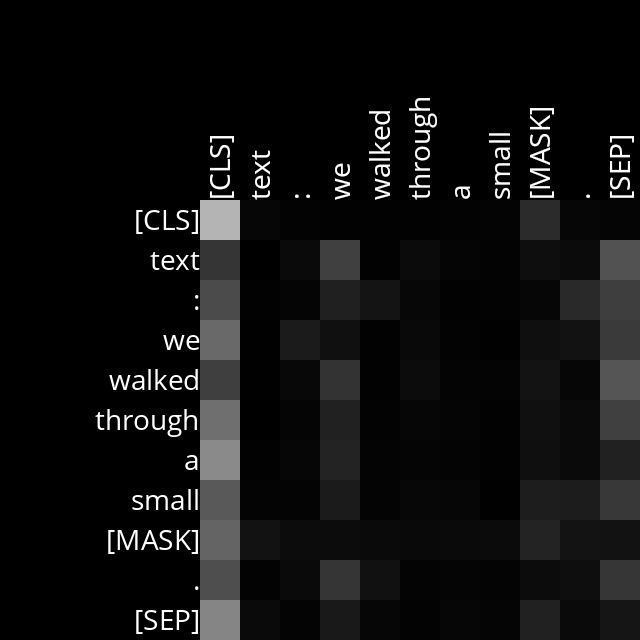 [CLS] text : we walked through a small [MASK] . [SEP]
[CLS]
text
:
we
walked
through
a
small
[MASK]
.
[SEP]